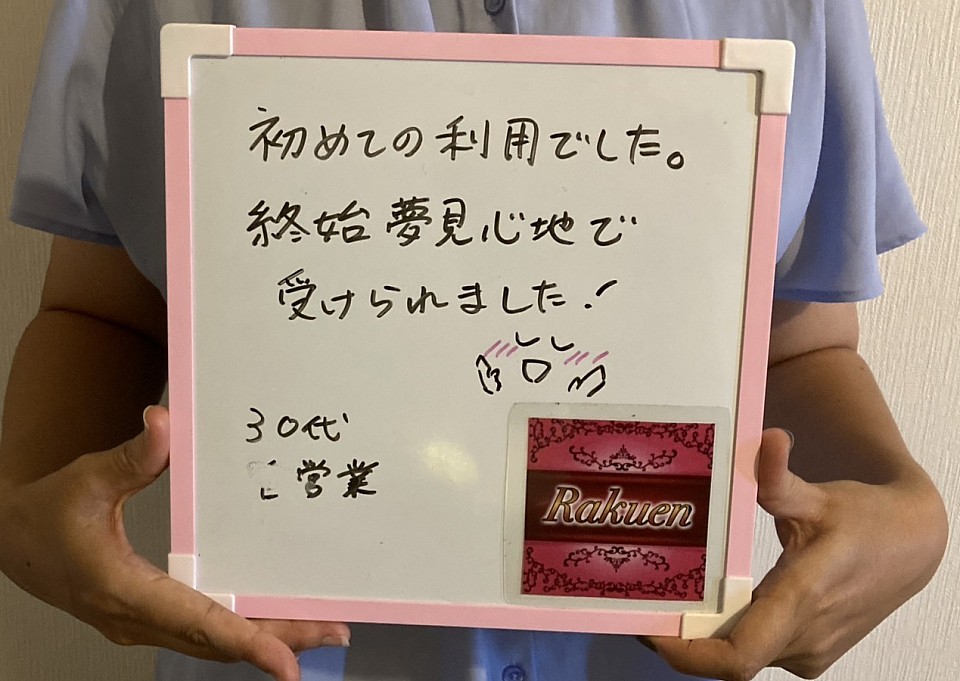 初めての利用でした。
終始夢見心地で
受けられました!
30代
営業
Rakuen